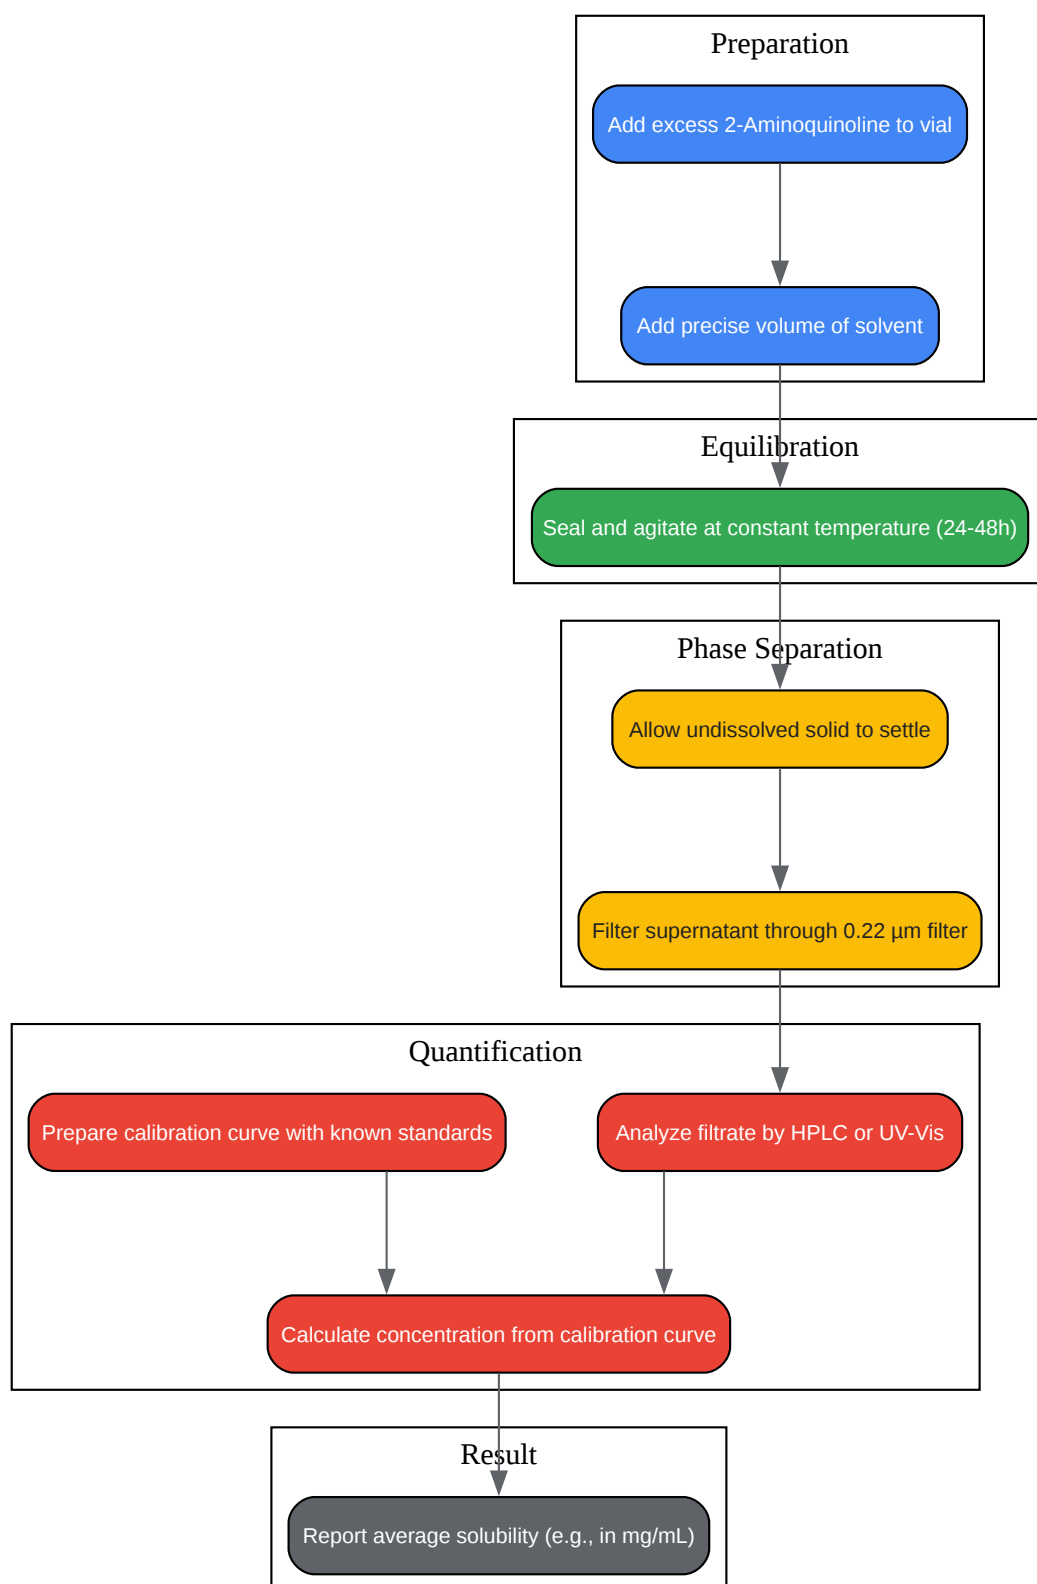 Preparation
Add excess 2-Aminoquinoline to vial
Add precise volume of solvent
Equilibration
Seal and agitate at constant temperature (24-48h)
Phase Separation
Allow undissolved solid to settle
Filter supernatant through 0.22 µm filter
Quantification
Prepare calibration curve with known standards
Analyze filtrate by HPLC or UV-Vis
Calculate concentration from calibration curve
Result
Report average solubility (e.g., in mg/mL)